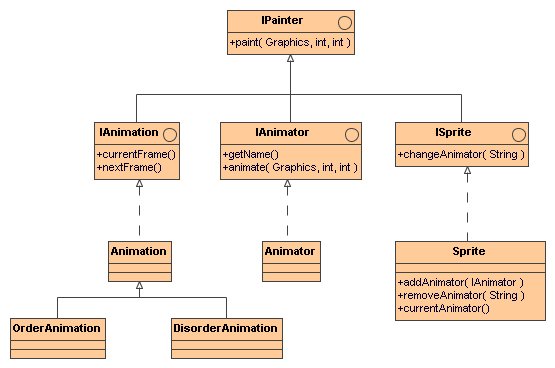 IPainter
+paint( Graphics, int, int )
IAnimation
+currentFrame()
+nextFrame()
IAnimator
+getName()
+animate( Graphics, int, int )
ISprite
+changeAnimator( String )
Animation
Animator
Sprite
+addAnimator( IAnimator )
+removeAnimator( String )
+currentAnimator()
OrderAnimation
DisorderAnimation